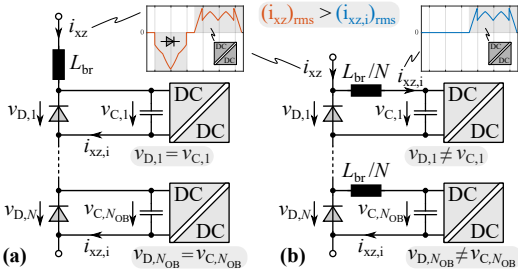 i_xz
0
DC
DC
(i_xz)_rms > (i_xz,i)_rms
0
DC
DC
L_br
i_xz
L_br/N
i_xz,i
v_D,1
v_C,1
DC
DC
i_xz,i
v_D,1 = v_C,1
v_D,1
v_C,1
DC
DC
v_D,1 ≠ v_C,1
v_D,N
v_C,N_OB
DC
DC
(a)
i_xz,i
v_D,N_OB = v_C,N_OB
L_br/N
v_D,N
v_C,N_OB
DC
DC
(b)
i_xz,i
v_D,N_OB ≠ v_C,N_OB